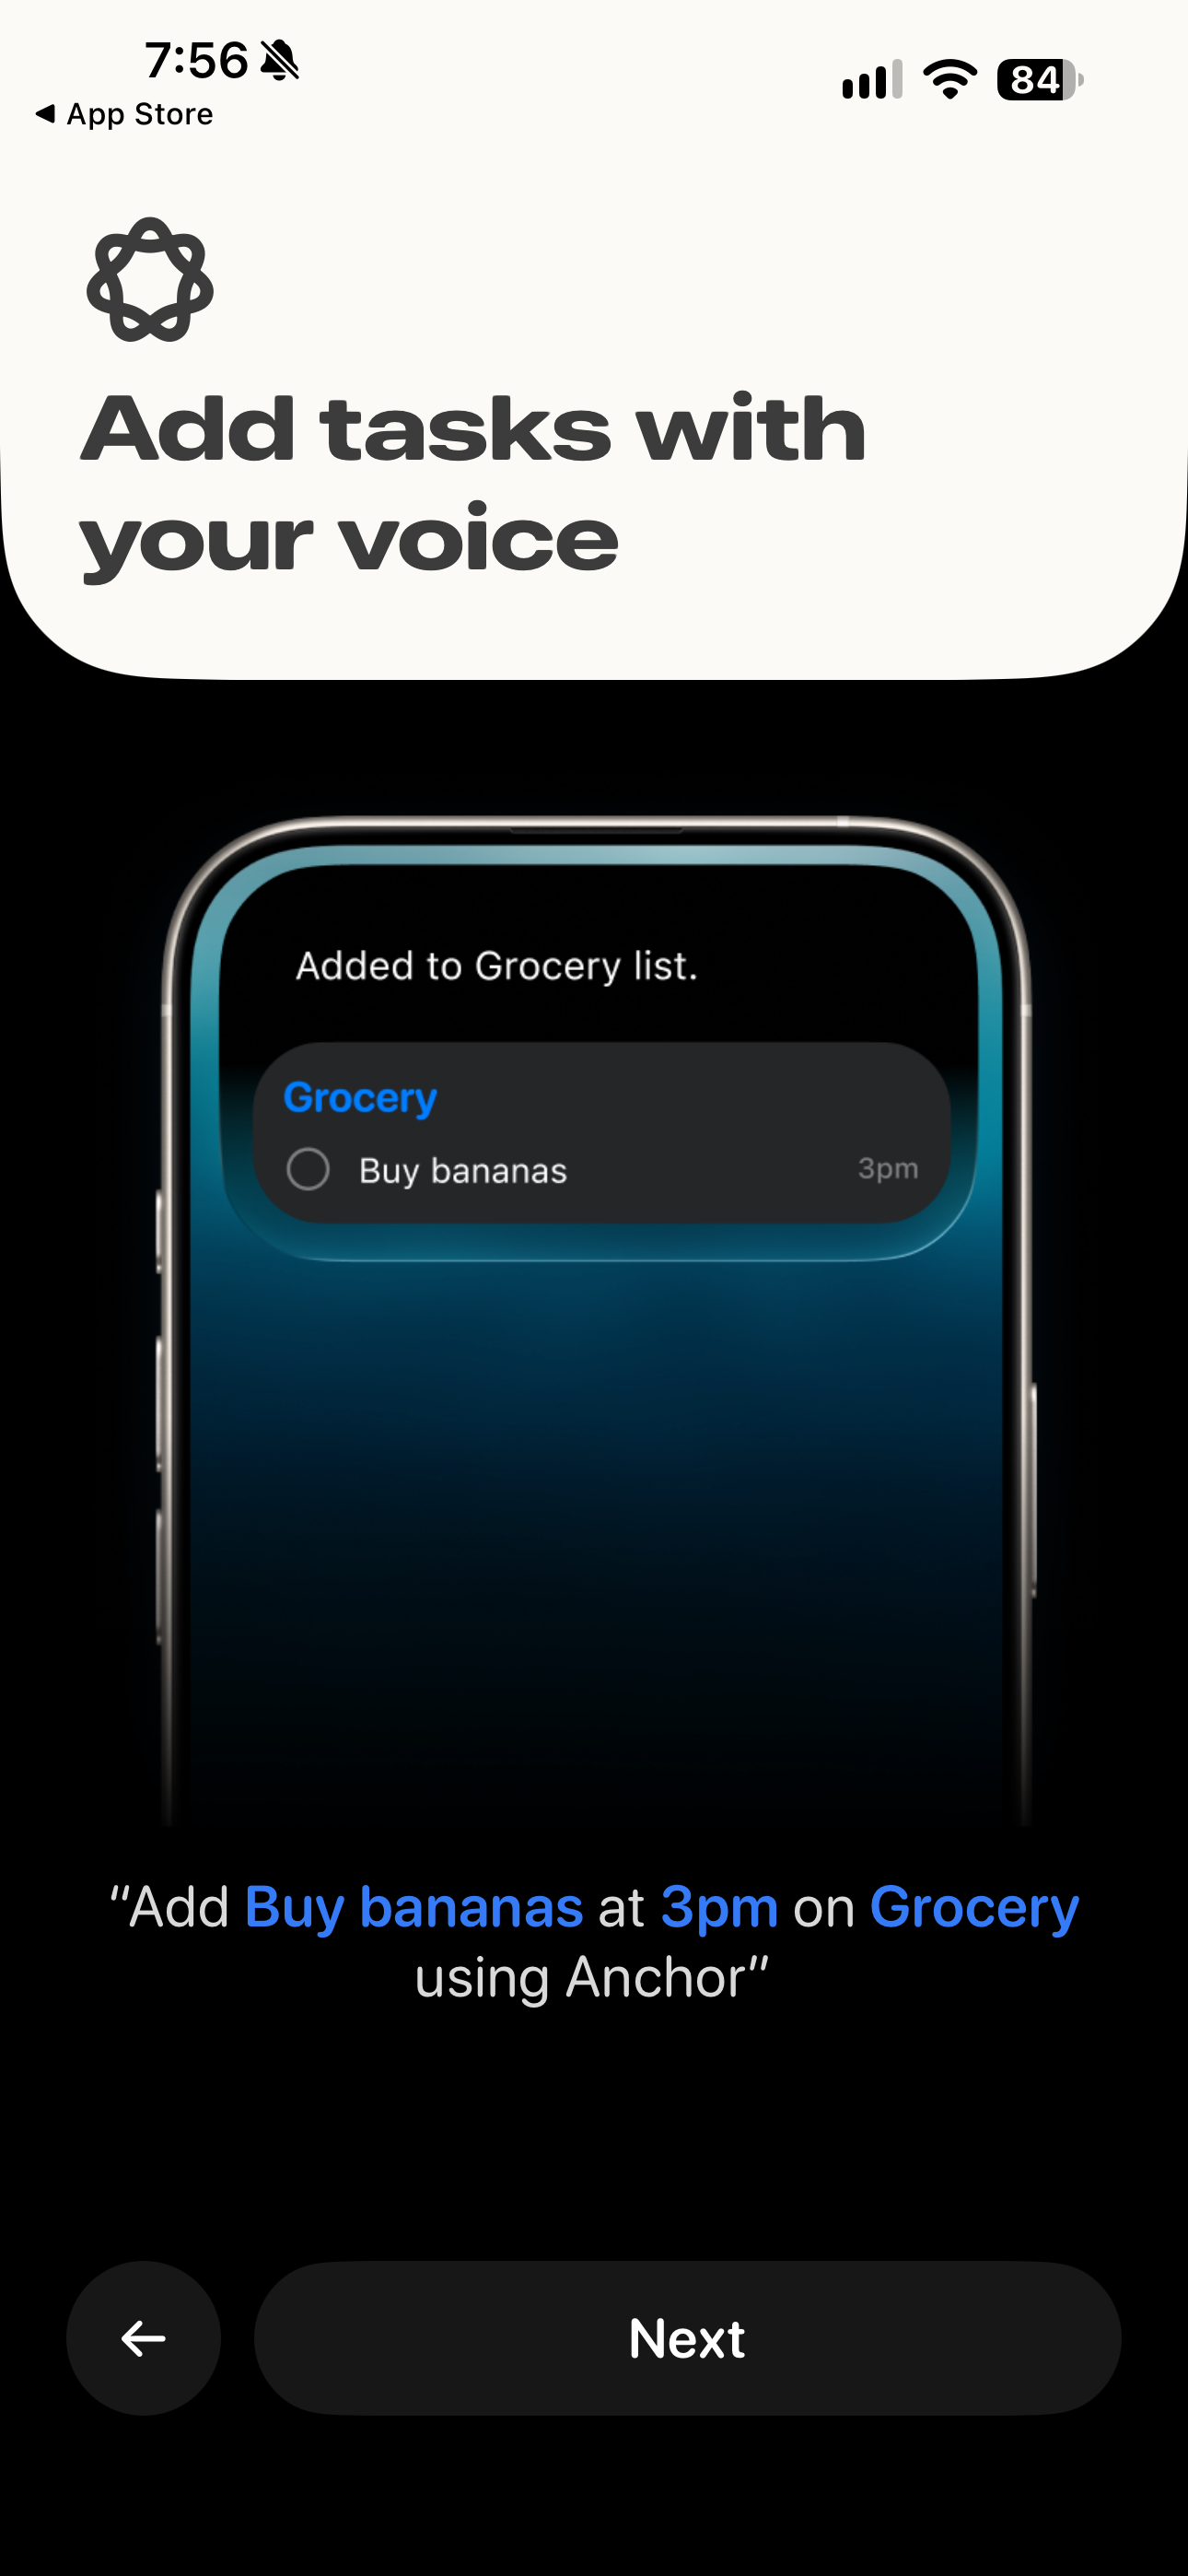 7:56
84
App Store
Add tasks with
your voice
Added to Grocery list.
Grocery
Buy bananas 3pm
"Add Buy bananas at 3pm on Grocery
using Anchor"
Next